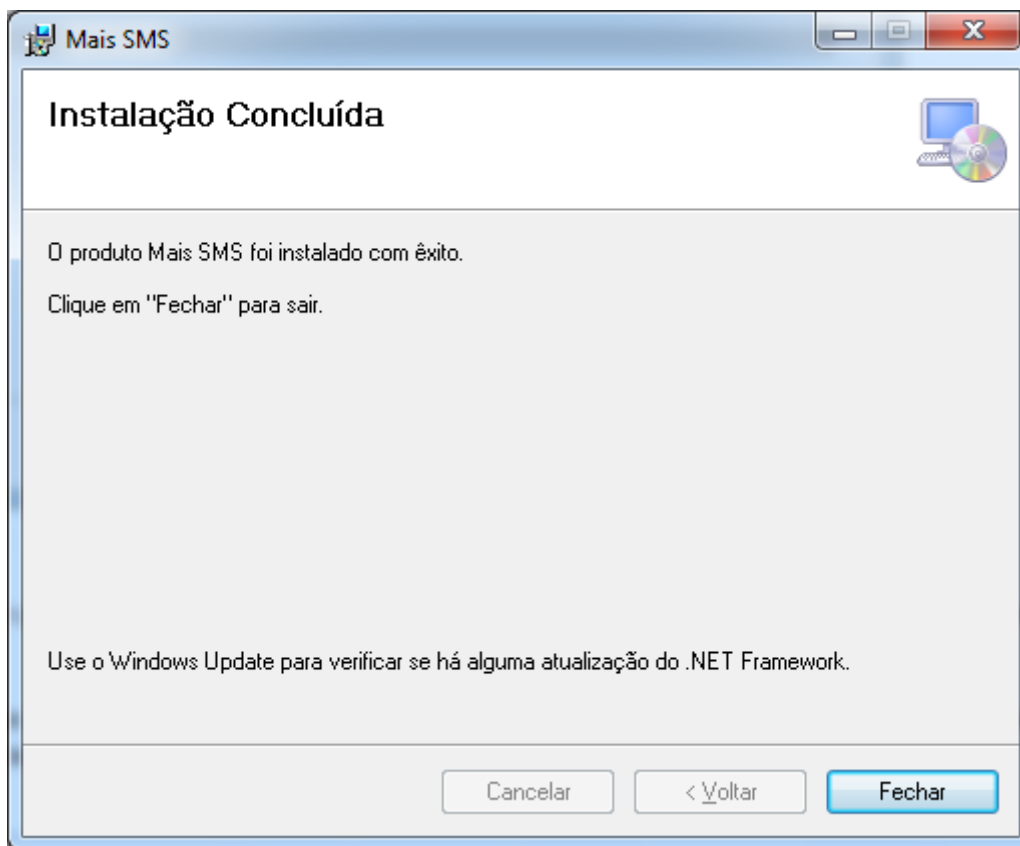 Mais SMS
Instalação Concluída
O produto Mais SMS foi instalado com êxito.
Clique em "Fechar" para sair.
Use o Windows Update para verificar se há alguma atualização do .NET Framework.
Cancelar
< Voltar
Fechar